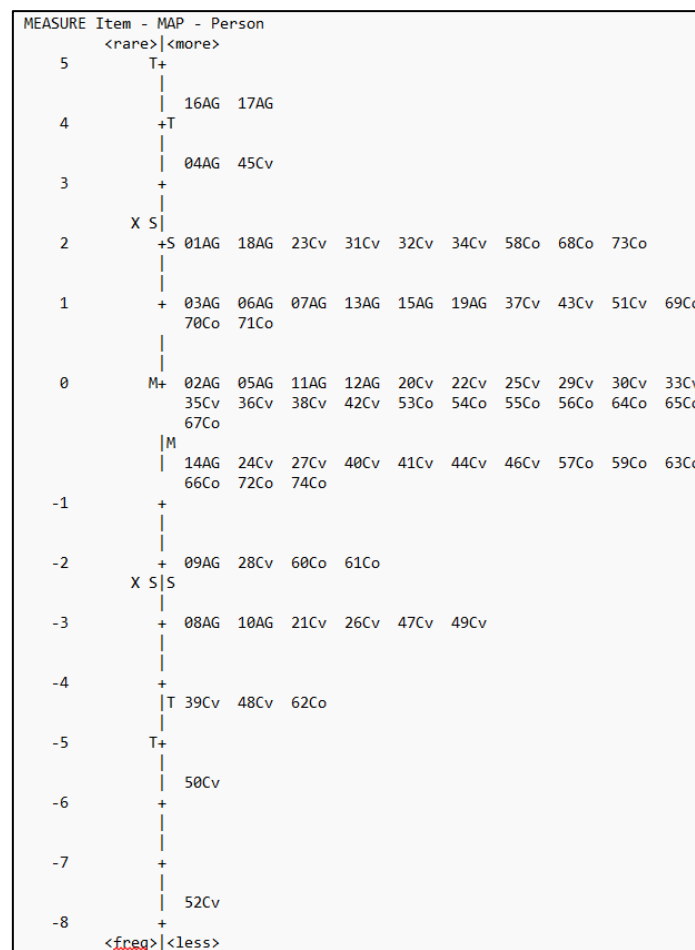 MEASURE Item - MAP - Person
<rare>|<more>
5 T+
|
| 16AG 17AG
4 +T
|
| 04AG 45Cv
3 +
|
X S|
2 +S 01AG 18AG 23Cv 31Cv 32Cv 34Cv 58Co 68Co 73Co
|
|
1 + 03AG 06AG 07AG 13AG 15AG 19AG 37Cv 43Cv 51Cv 69Co
70Co 71Co
|
|
0 M+ 02AG 05AG 11AG 12AG 20Cv 22Cv 25Cv 29Cv 30Cv 33Cv
35Cv 36Cv 38Cv 42Cv 53Co 54Co 55Co 56Co 64Co 65Co
67Co
|M
| 14AG 24Cv 27Cv 40Cv 41Cv 44Cv 46Cv 57Co 59Co 63Co
66Co 72Co 74Co
-1 +
|
|
-2 + 09AG 28Cv 60Co 61Co
X S|S
|
-3 + 08AG 10AG 21Cv 26Cv 47Cv 49Cv
|
|
-4 +
|T 39Cv 48Cv 62Co
|
-5 T+
|
| 50Cv
-6 +
|
|
-7 +
|
| 52Cv
-8 +
<freq>|<less>